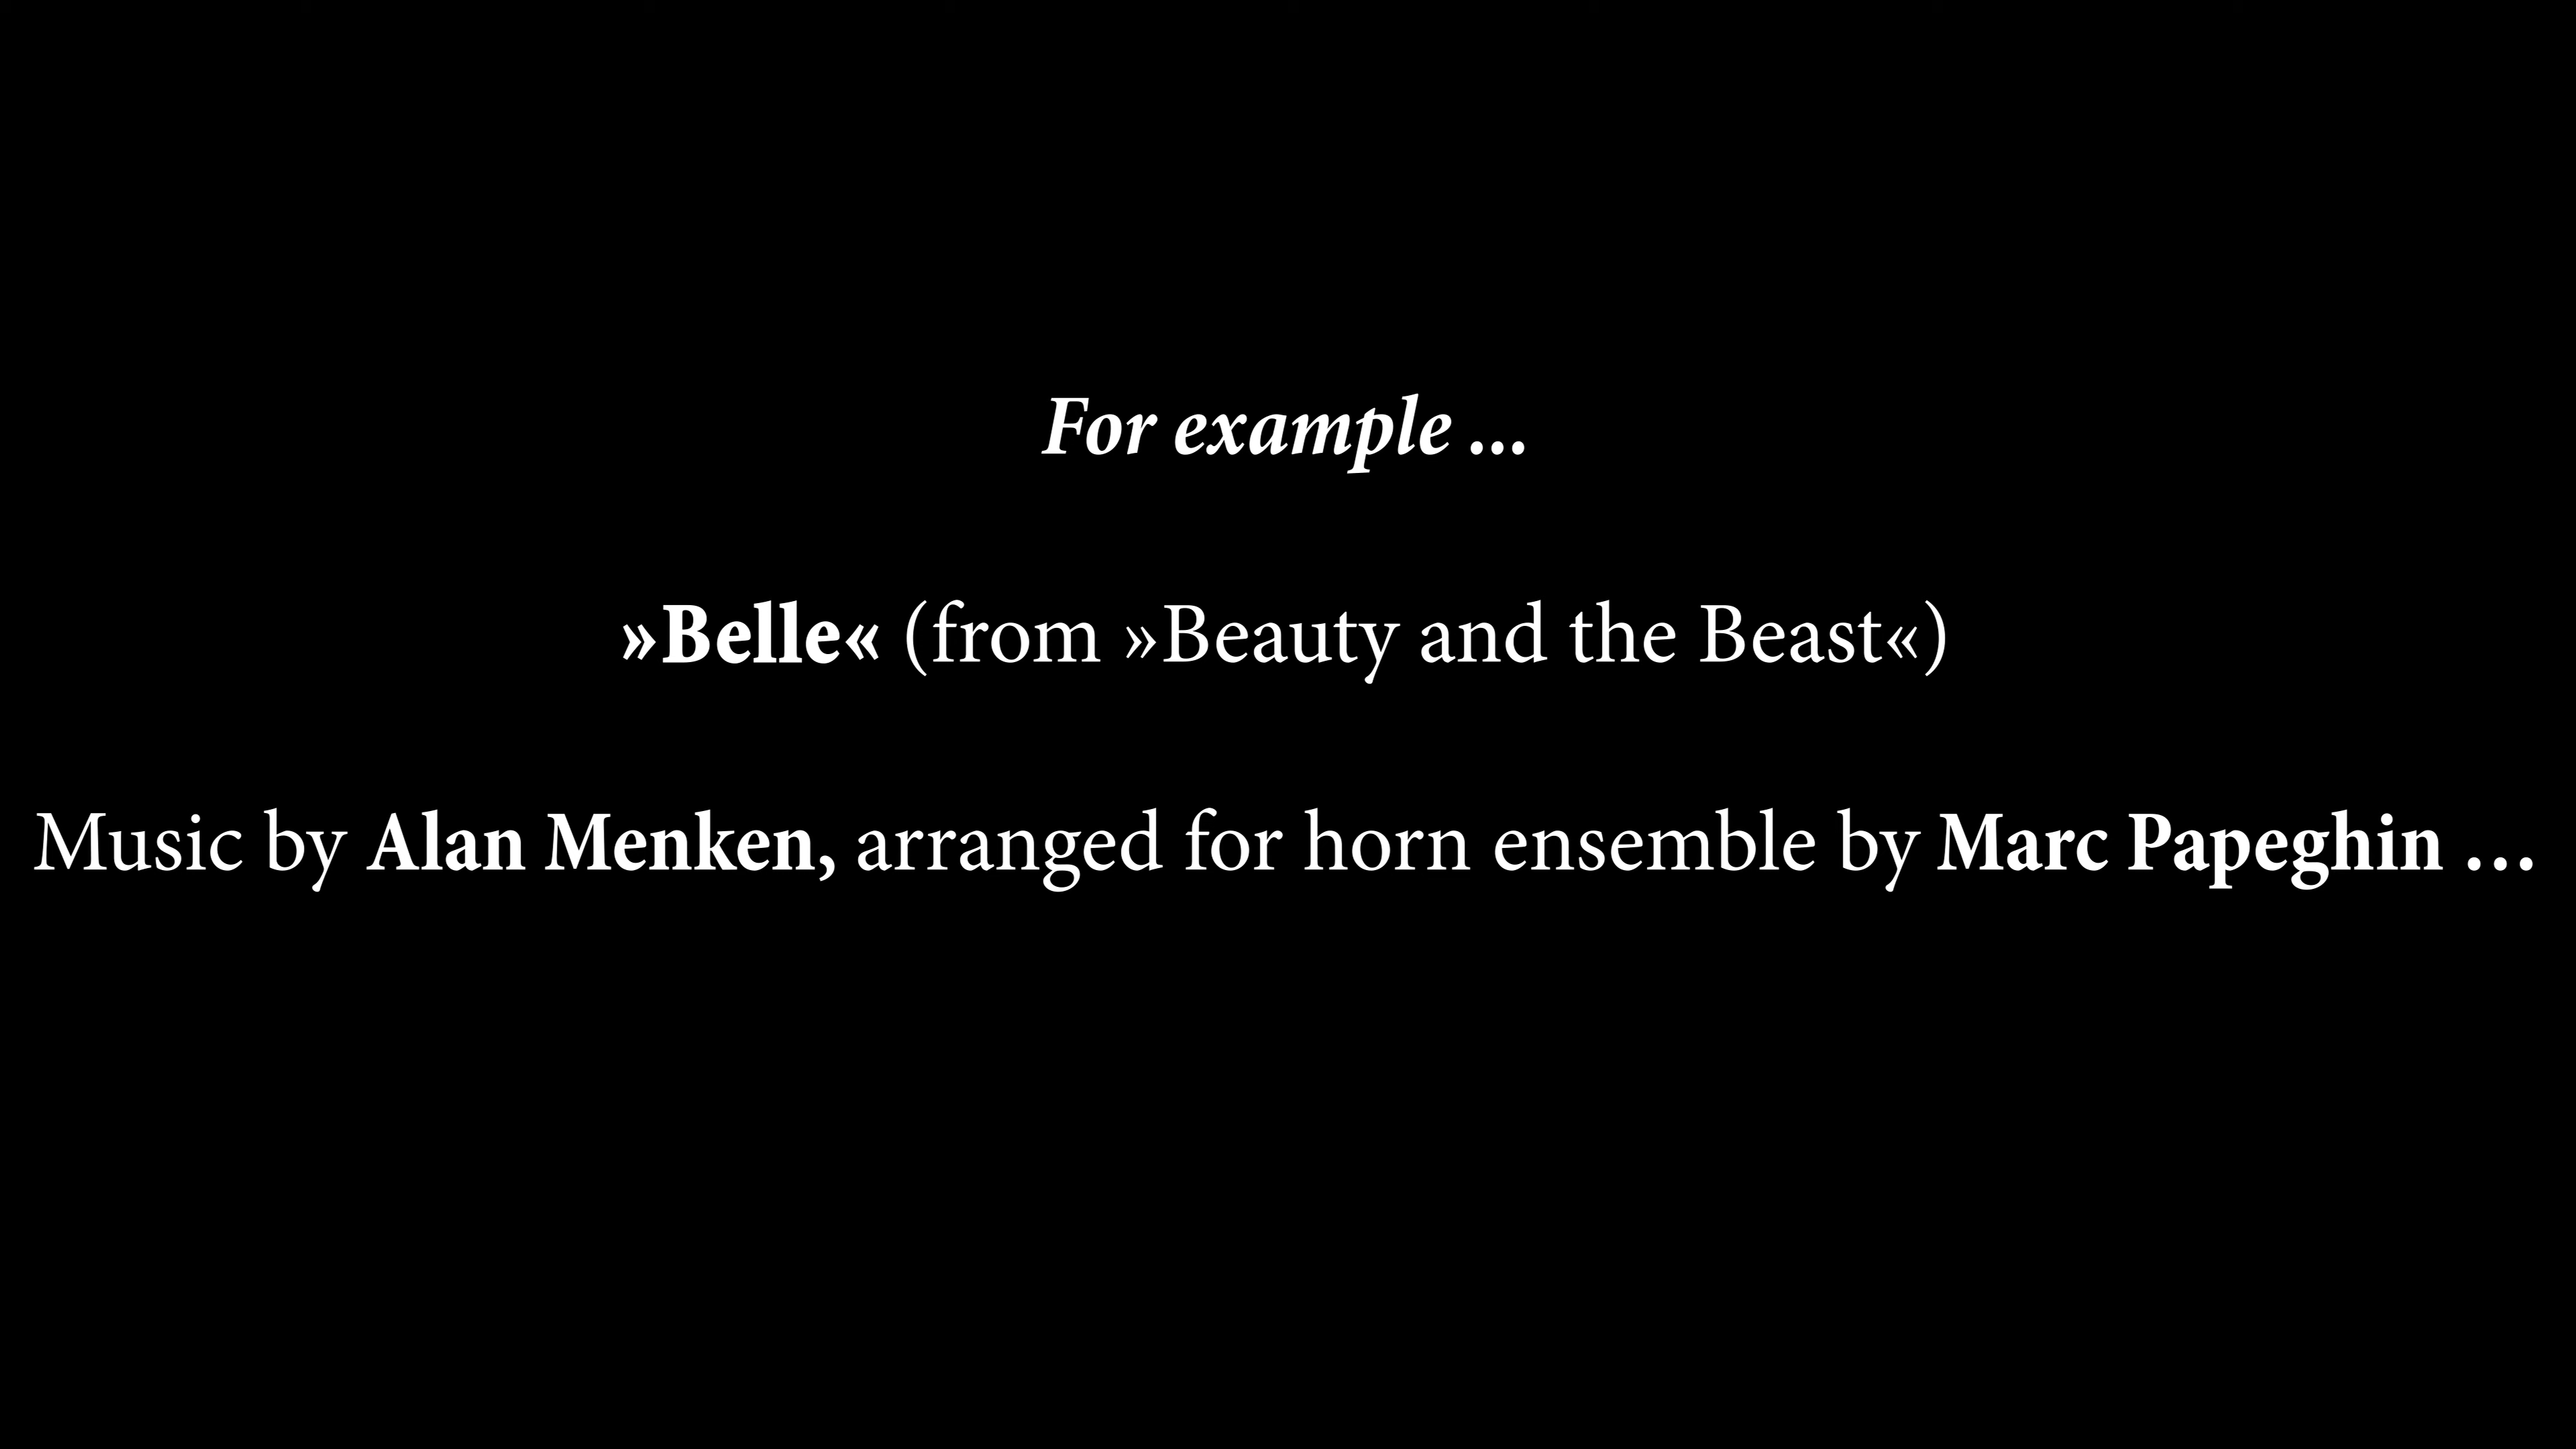 For example ...
»Belle« (from »Beauty and the Beast«)
Music by Alan Menken, arranged for horn ensemble by Marc Papeghin …